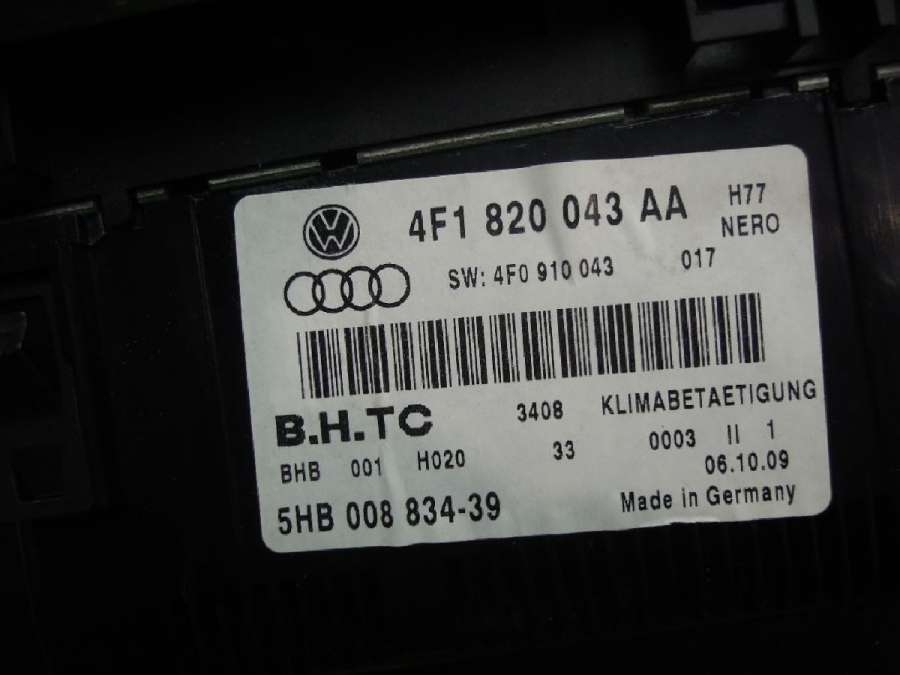 4F1 820 043 AA H77
NERO
SW: 4F0 910 043 017
B.H.TC 3408 KLIMABETAETIGUNG
BHB 001 H020 33 0003 II 1
06.10.09
5HB 008 834-39 Made in Germany